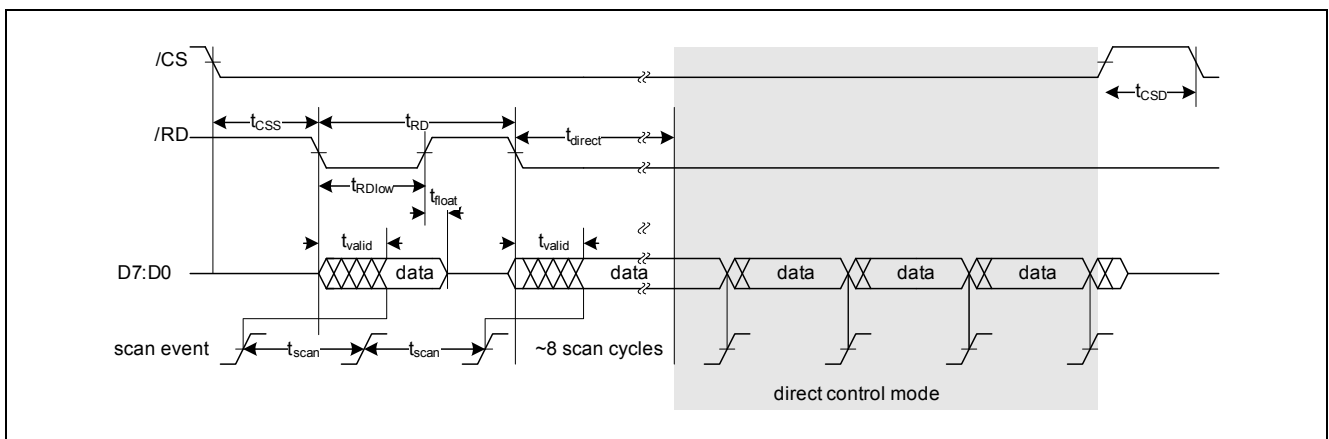 /CS
tCSD
tCSS
tRD
tdirect
/RD
tRDlow
tfloat
tvalid
tvalid
D7:D0
data
data
data
data
data
scan event
tscan
tscan
~8 scan cycles
direct control mode